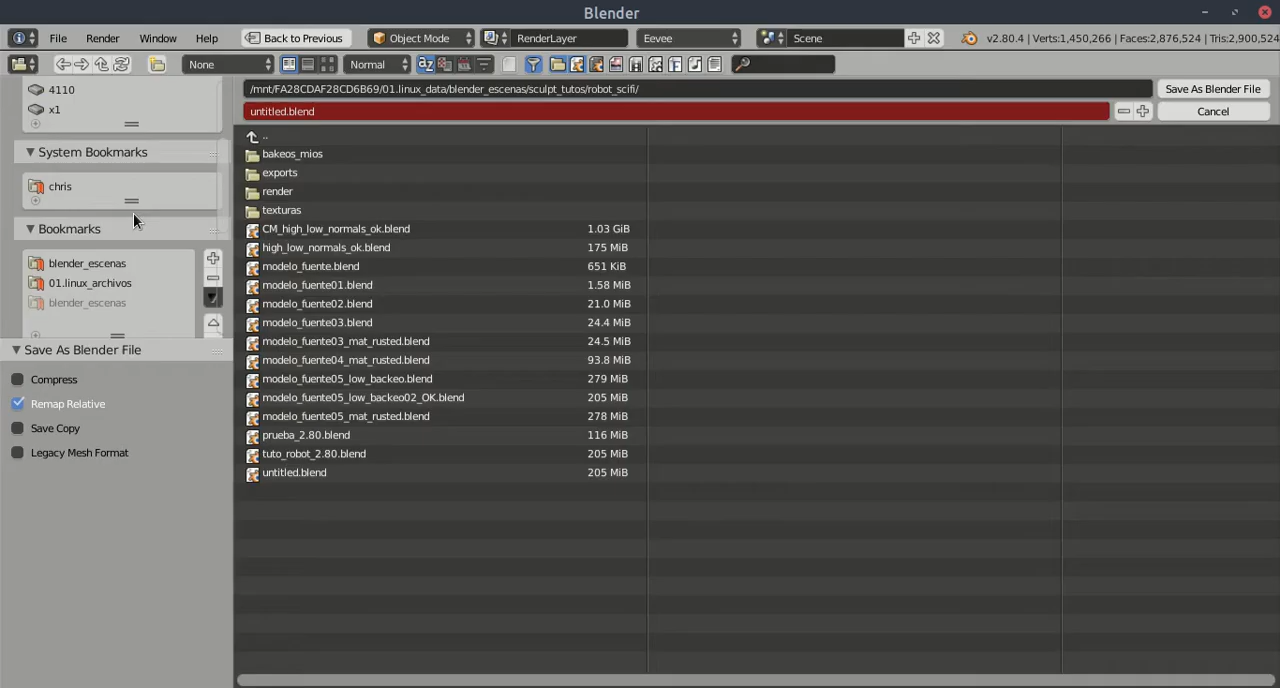 Blender
File Render Window Help Back to Previous Object Mode RenderLayer Eevee Scene v2.80.4 | Verts:1,450,266 | Faces:2,876,524 | Tris:2,900,524
None Normal
4110
x1
System Bookmarks
chris
Bookmarks
blender_escenas
01.linux_archivos
blender_escenas
Save As Blender File
Compress
Remap Relative
Save Copy
Legacy Mesh Format
/mnt/FA28CDAF28CD6B69/01.linux_data/blender_escenas/sculpt_tutos/robot_scifi/ Save As Blender File
untitled.blend Cancel
..
bakeos_mios
exports
render
texturas
CM_high_low_normals_ok.blend 1.03 GiB
high_low_normals_ok.blend 175 MiB
modelo_fuente.blend 651 KiB
modelo_fuente01.blend 1.58 MiB
modelo_fuente02.blend 21.0 MiB
modelo_fuente03.blend 24.4 MiB
modelo_fuente03_mat_rusted.blend 24.5 MiB
modelo_fuente04_mat_rusted.blend 93.8 MiB
modelo_fuente05_low_backeo.blend 279 MiB
modelo_fuente05_low_backeo02_OK.blend 205 MiB
modelo_fuente05_mat_rusted.blend 278 MiB
prueba_2.80.blend 116 MiB
tuto_robot_2.80.blend 205 MiB
untitled.blend 205 MiB